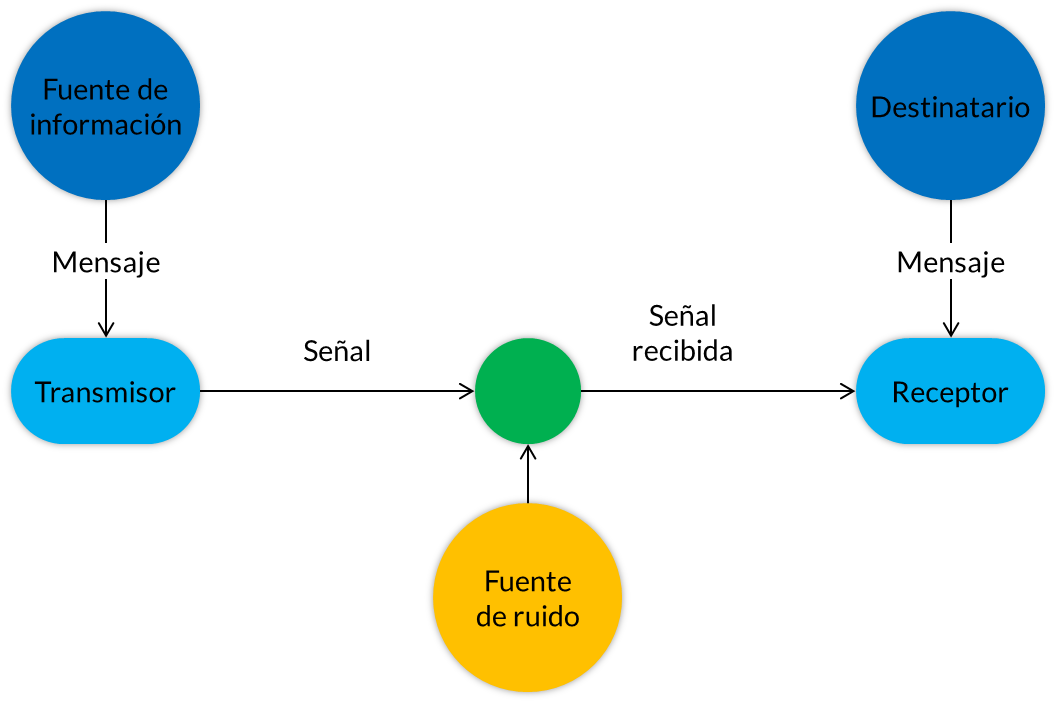 Fuente de
información
Destinatario
Mensaje
Mensaje
Señal
Señal
recibida
Transmisor
Receptor
Fuente
de ruido